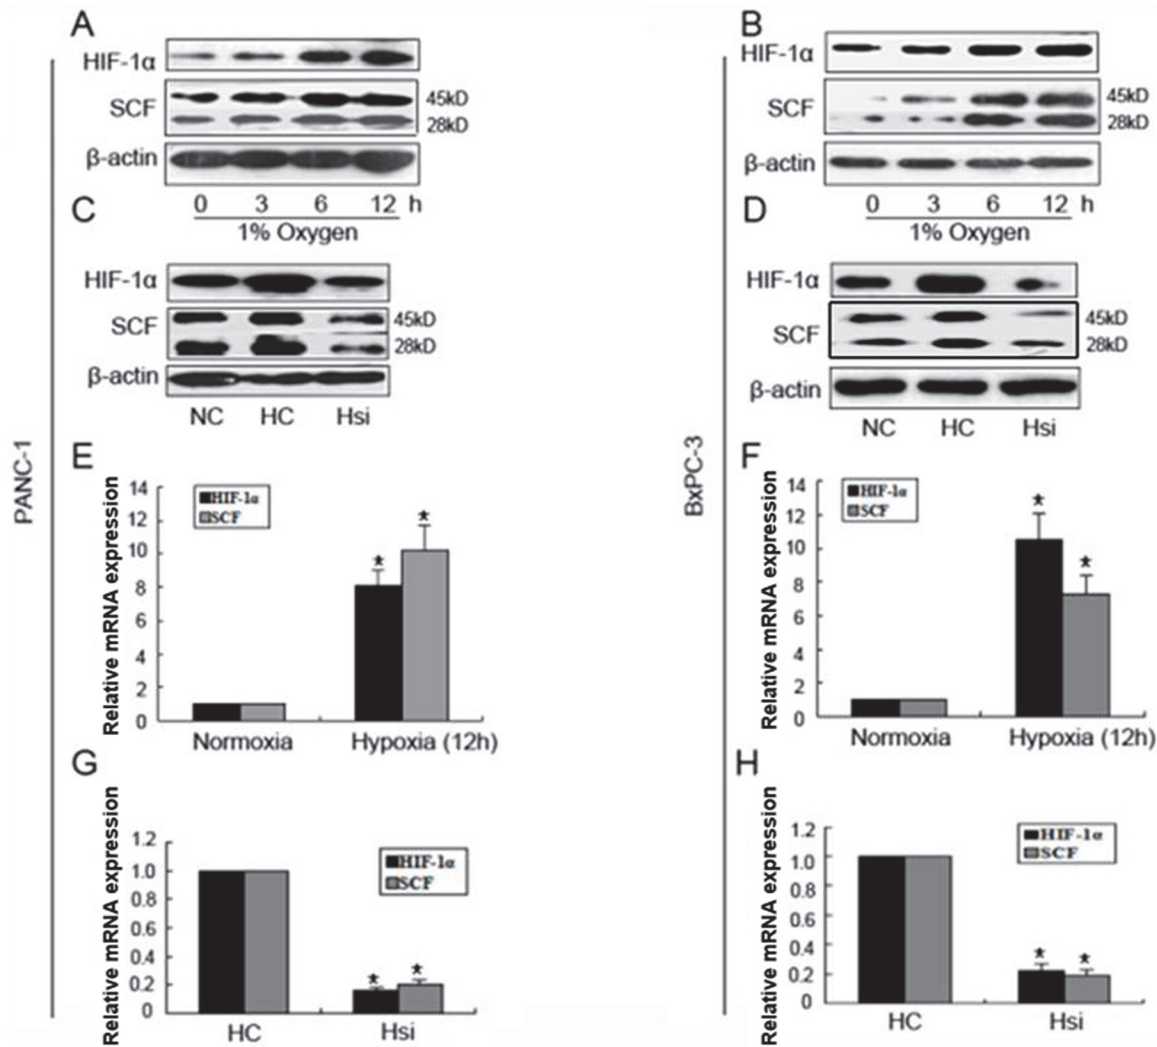 A
HIF-1α
SCF
45kD
28kD
β-actin
0 3 6 12 h
1% Oxygen
C
HIF-1α
SCF
45kD
28kD
β-actin
NC HC Hsi
PANC-1
E
Relative mRNA expression
14
12
10
8
6
4
2
0
HIF-1α
SCF
*
*
Normoxia Hypoxia (12h)
G
Relative mRNA expression
1.2
1.0
0.8
0.6
0.4
0.2
0
HIF-1α
SCF
*
*
HC Hsi
B
HIF-1α
SCF
45kD
28kD
β-actin
0 3 6 12 h
1% Oxygen
D
HIF-1α
SCF
45kD
28kD
β-actin
NC HC Hsi
BxPC-3
F
Relative mRNA expression
14
12
10
8
6
4
2
0
HIF-1α
SCF
*
*
Normoxia Hypoxia (12h)
H
Relative mRNA expression
1.2
1.0
0.8
0.6
0.4
0.2
0
HIF-1α
SCF
*
*
HC Hsi